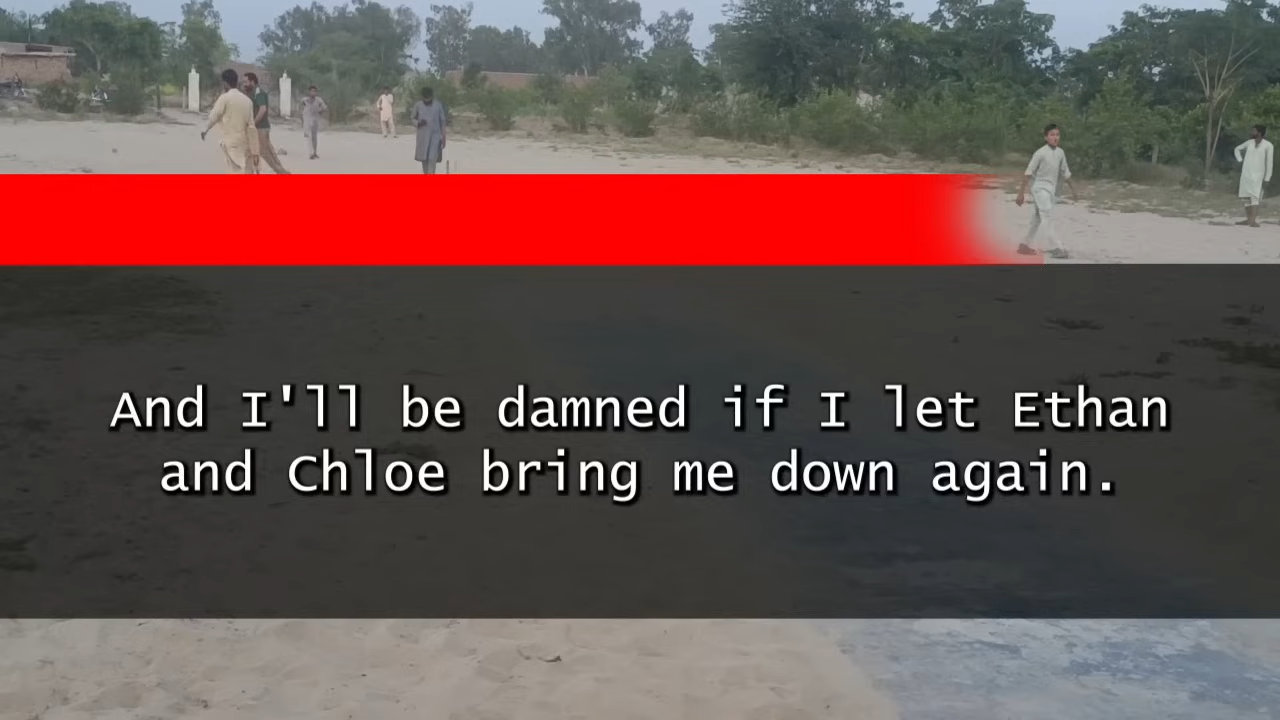 And I'll be damned if I let Ethan
and Chloe bring me down again.